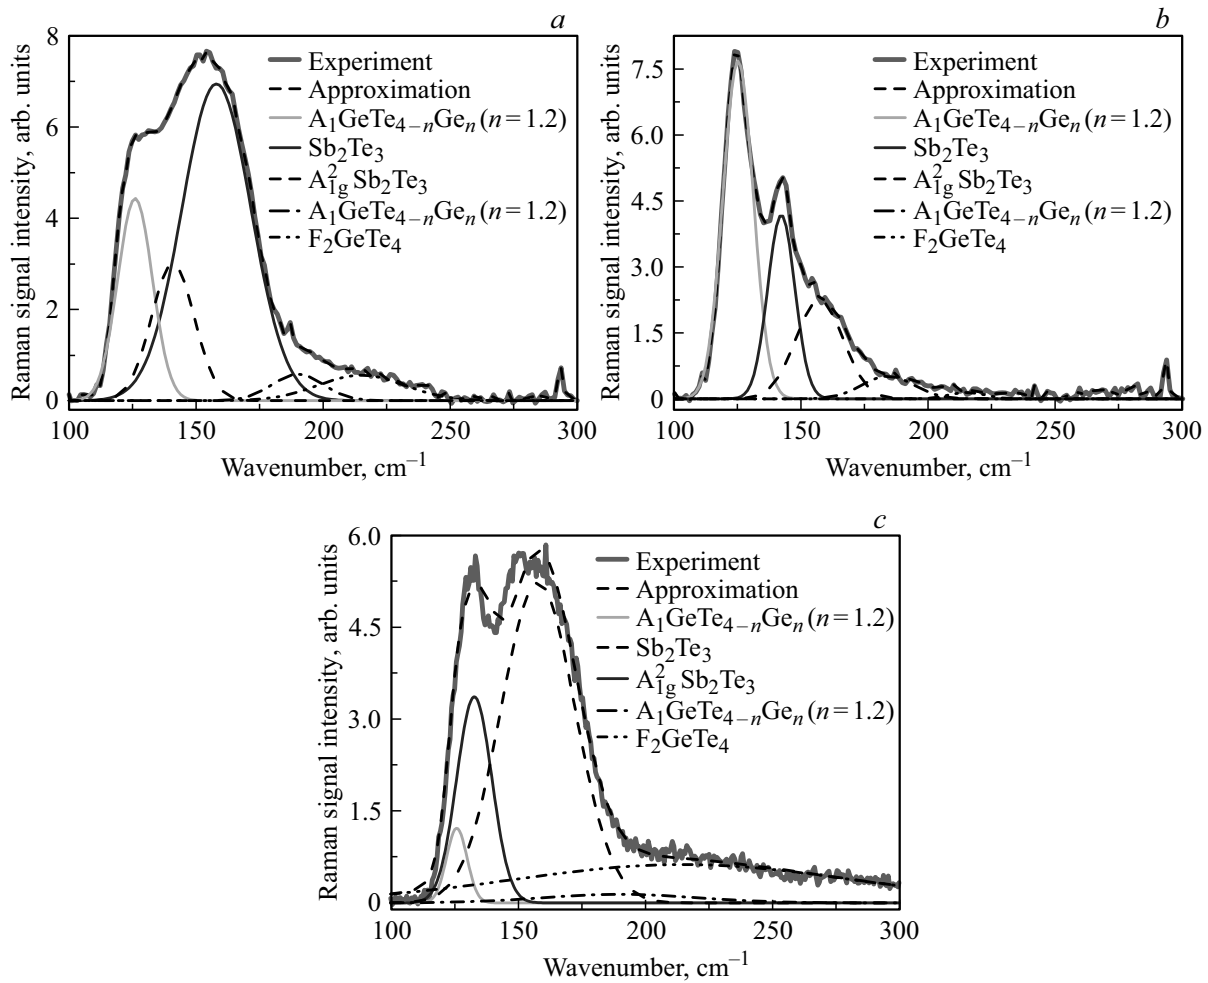 a
Raman signal intensity, arb. units
8
6
4
2
0
Experiment
Approximation
A₁GeTe₄₋ₙGeₙ (n = 1.2)
Sb₂Te₃
A²₁g Sb₂Te₃
A₁GeTe₄₋ₙGeₙ (n = 1.2)
F₂GeTe₄
100 150 200 250 300
Wavenumber, cm⁻¹
b
Raman signal intensity, arb. units
7.5
6.0
4.5
3.0
1.5
0
Experiment
Approximation
A₁GeTe₄₋ₙGeₙ (n = 1.2)
Sb₂Te₃
A²₁g Sb₂Te₃
A₁GeTe₄₋ₙGeₙ (n = 1.2)
F₂GeTe₄
100 150 200 250 300
Wavenumber, cm⁻¹
c
Raman signal intensity, arb. units
6.0
4.5
3.0
1.5
0
Experiment
Approximation
A₁GeTe₄₋ₙGeₙ (n = 1.2)
Sb₂Te₃
A²₁g Sb₂Te₃
A₁GeTe₄₋ₙGeₙ (n = 1.2)
F₂GeTe₄
100 150 200 250 300
Wavenumber, cm⁻¹